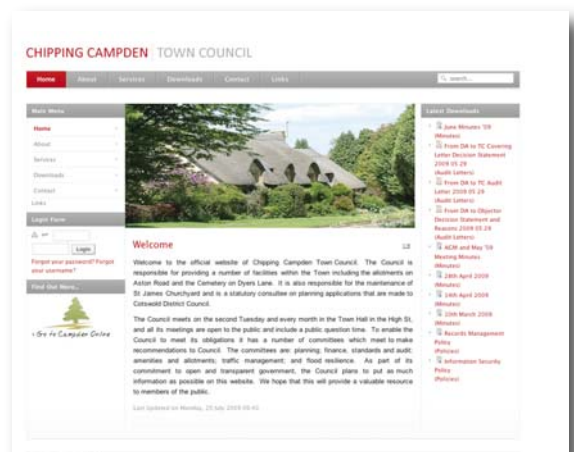 CHIPPING CAMPDEN TOWN COUNCIL
Home About Services Downloads Contact Links
search...
Main Menu
Home
About
Services
Downloads
Contact
Links
Login Form
Login
Forgot your password? Forgot
your username?
Find Out More...
Go to Campden Online
Welcome
Welcome to the official website of Chipping Campden Town Council. The Council is
responsible for providing a number of facilities within the Town including the allotments on
Aston Road and the Cemetery on Dyers Lane. It is also responsible for the maintenance of
St James Churchyard and is a statutory consultee on planning applications that are made to
Cotswold District Council.
The Council meets on the second Tuesday and every month in the Town Hall in the High St,
and all its meetings are open to the public and include a public question time. To enable the
Council to meet its obligations it has a number of committees which meet to make
recommendations to Council. The committees are: planning; finance, standards and audit;
amenities and allotments; traffic management; and flood resilience. As part of its
commitment to open and transparent government, the Council plans to put as much
information as possible on this website. We hope that this will provide a valuable resource
to members of the public.
Last Updated on Monday, July 2009
Latest Downloads
June Minutes '09
(Minutes)
From DA to TC Covering
Letter Decision Statement
2009 05 29
(Audit Letters)
From DA to TC Audit
Letter 2009 05 29
(Audit Letters)
From DA to Objector
Decision Statement and
Reasons 2009 05 29
(Audit Letters)
ACM and May '09
Meeting Minutes
(Minutes)
28th April 2009
(Minutes)
14th April 2009
(Minutes)
10th March 2009
(Minutes)
Records Management
Policy
(Policies)
Information Security
Policy
(Policies)